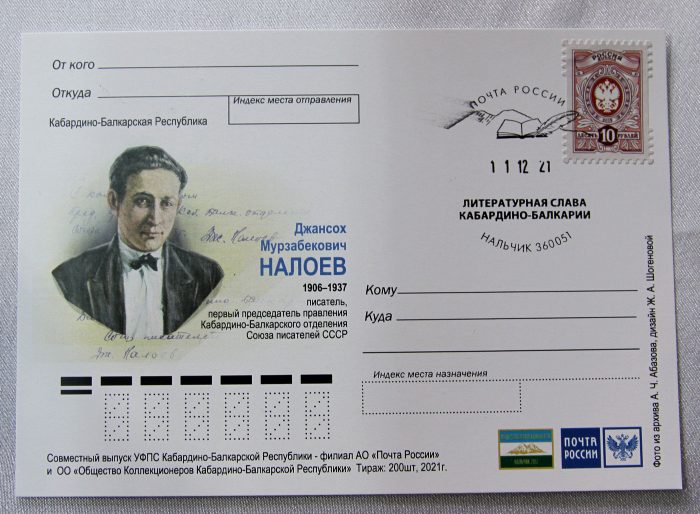 От кого
Откуда
Индекс места отправления
Кабардино-Балкарская Республика
Джансох
Мурзабекович
НАЛОЕВ
1906–1937
писатель,
первый председатель правления
Кабардино-Балкарского отделения
Союза писателей СССР
РОССИЯ
10
ДЕСЯТЬ РУБЛЕЙ
ПОЧТА РОССИИ
11 12 21
ЛИТЕРАТУРНАЯ СЛАВА
КАБАРДИНО-БАЛКАРИИ
НАЛЬЧИК 360051
Кому
Куда
Индекс места назначения
ПОЧТА
РОССИИ
Фото из архива А. Ч. Абазова, дизайн Ж. А. Шогеновой
Совместный выпуск УФПС Кабардино-Балкарской Республики - филиал АО «Почта России»
и ОО «Общество Коллекционеров Кабардино-Балкарской Республики» Тираж: 200шт, 2021г.